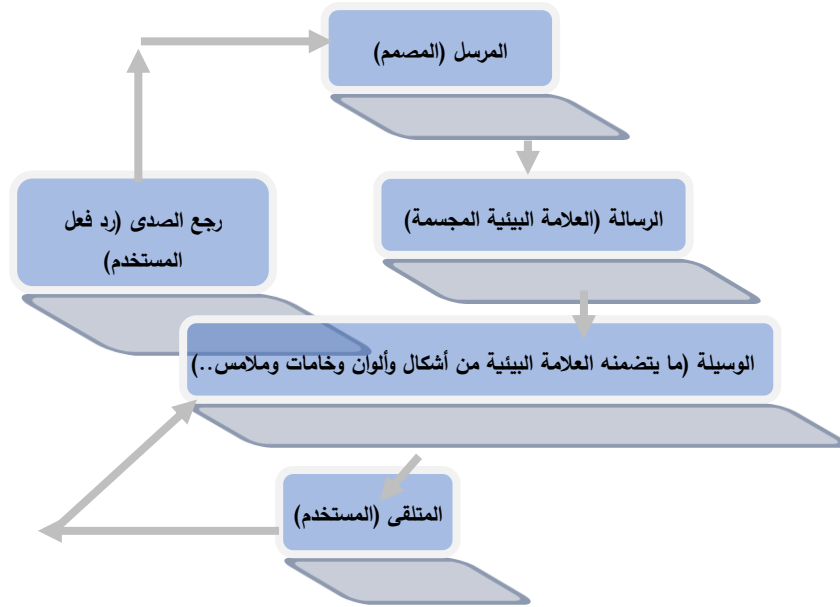 المرسل (المصمم)
الرسالة (العلامة البيئية المجسمة)
رجع الصدى (رد فعل
المستخدم)
الوسيلة (ما يتضمنه العلامة البيئية من أشكال وألوان وخامات وملامس..)
المتلقى (المستخدم)